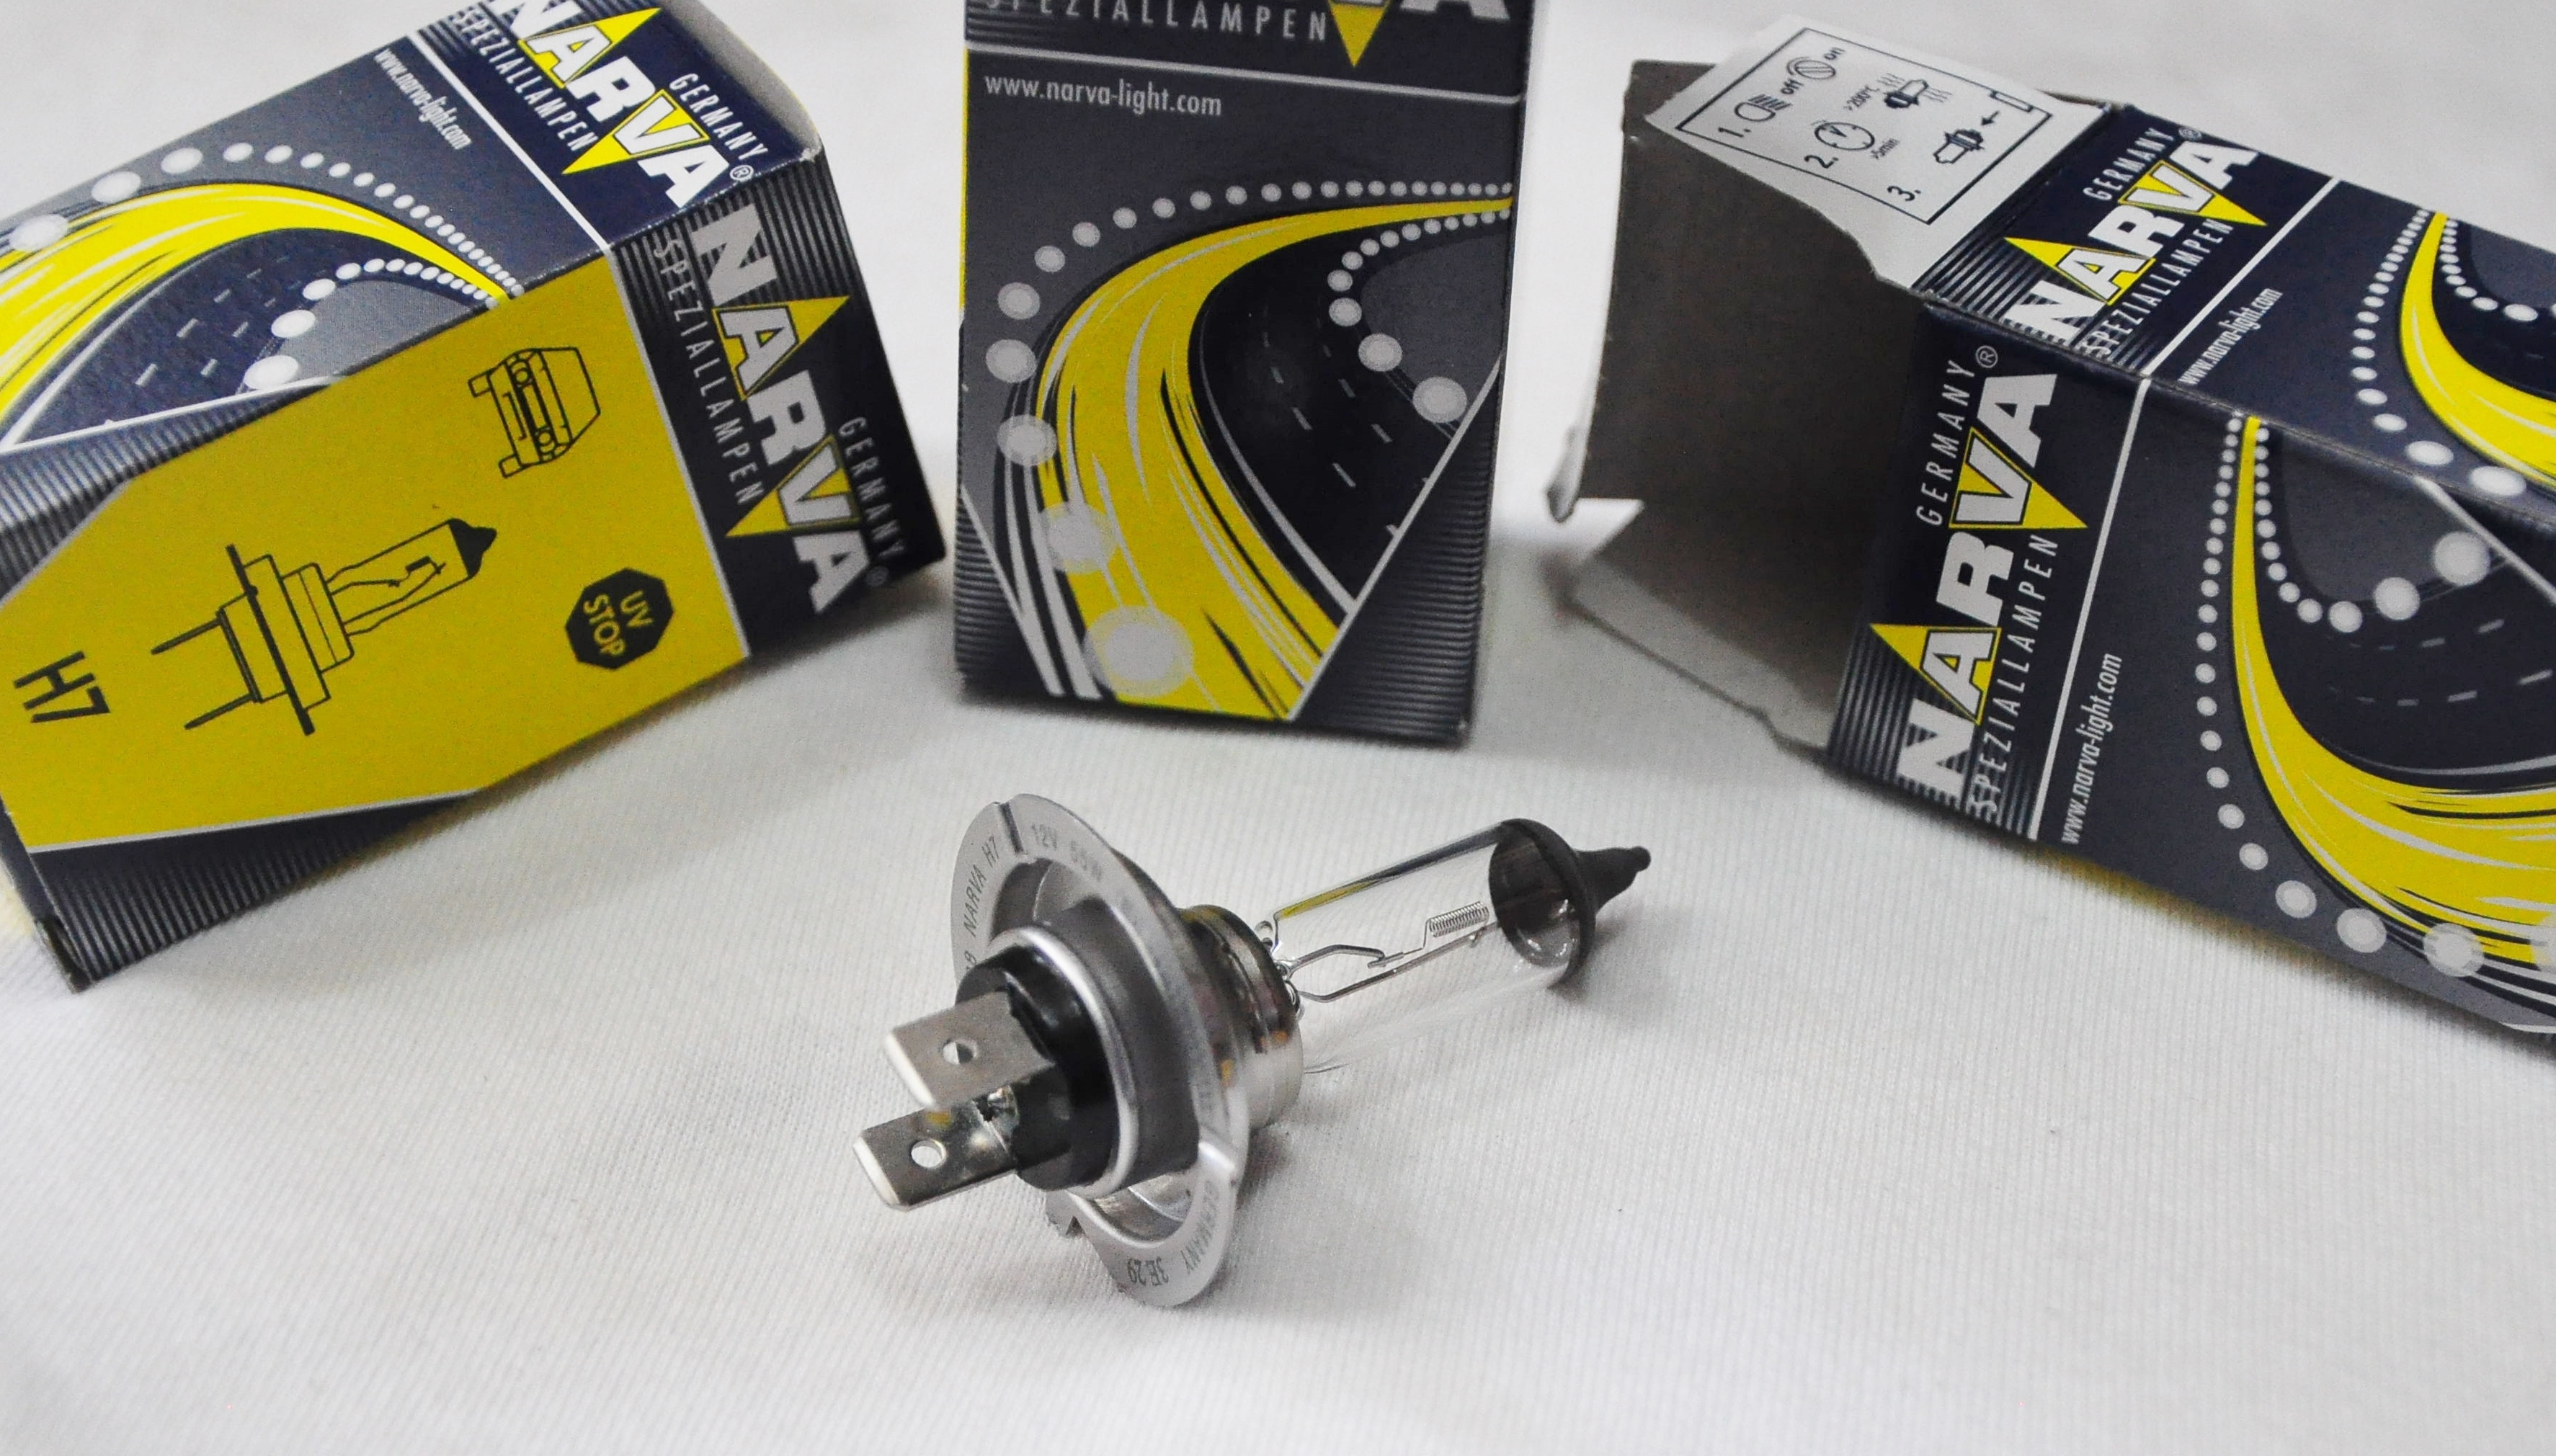 NARVA®
GERMANY
SPEZIALLAMPEN
www.narva-light.com
NARVA®
GERMANY
SPEZIALLAMPEN
UV
STOP
H7
SPEZIALLAMPEN
www.narva-light.com
1.
off
on
2.
>200°C
>5min
3.
GERMANY
NARVA®
SPEZIALLAMPEN
www.narva-light.com
GERMANY
NARVA®
SPEZIALLAMPEN
www.narva-light.com
NARVA H7
12V 55W
GERMANY 3E29